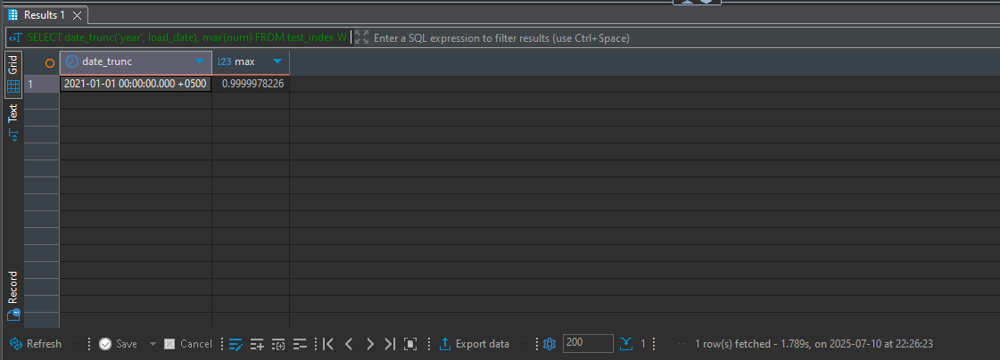 Results 1
SELECT date_trunc('year', load_date), max(num) FROM test_index W Enter a SQL expression to filter results (use Ctrl+Space)
Grid
date_trunc 123 max
1 2021-01-01 00:00:00.000 +0500 0.9999978226
Text
Record
Refresh Save Cancel Export data 200 1 1 row(s) fetched - 1.789s, on 2025-07-10 at 22:26:23